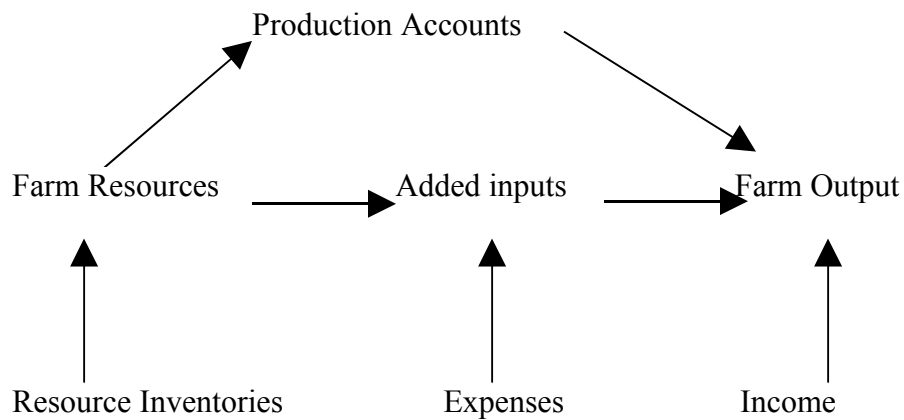 Production Accounts
Farm Resources Added inputs Farm Output
Resource Inventories Expenses Income